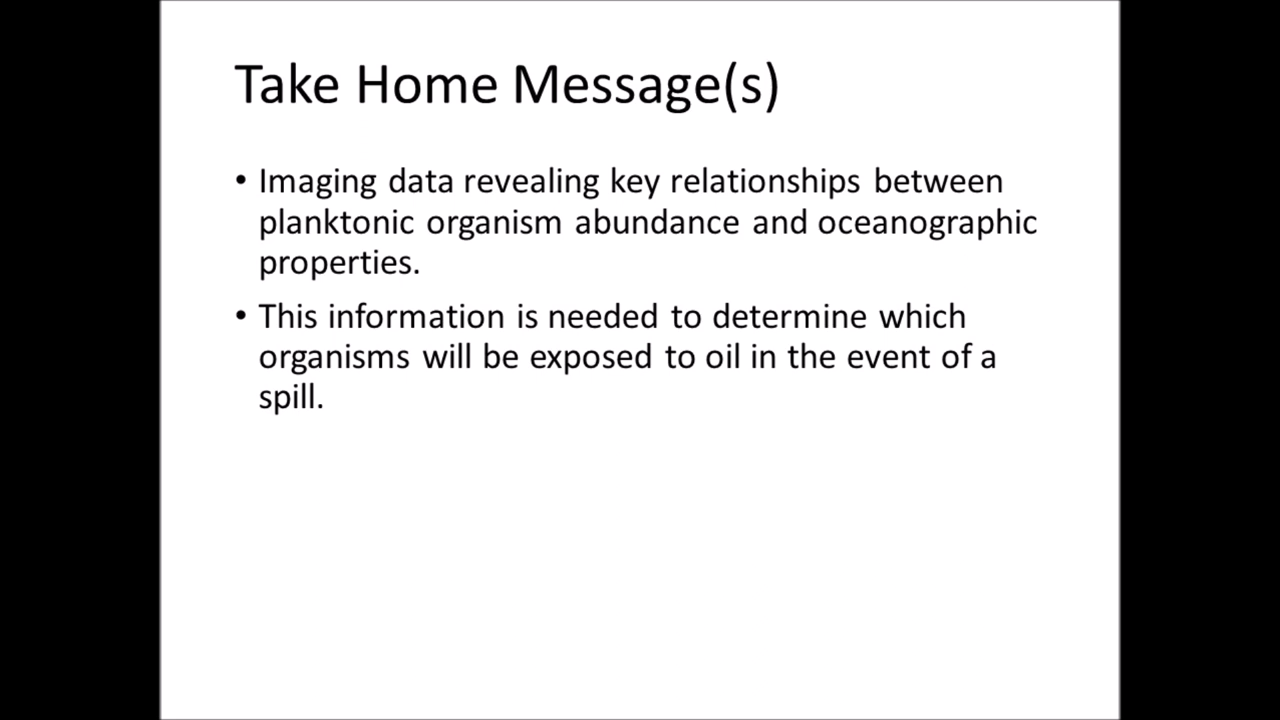 Take Home Message(s)
• Imaging data revealing key relationships between
planktonic organism abundance and oceanographic
properties.
• This information is needed to determine which
organisms will be exposed to oil in the event of a
spill.